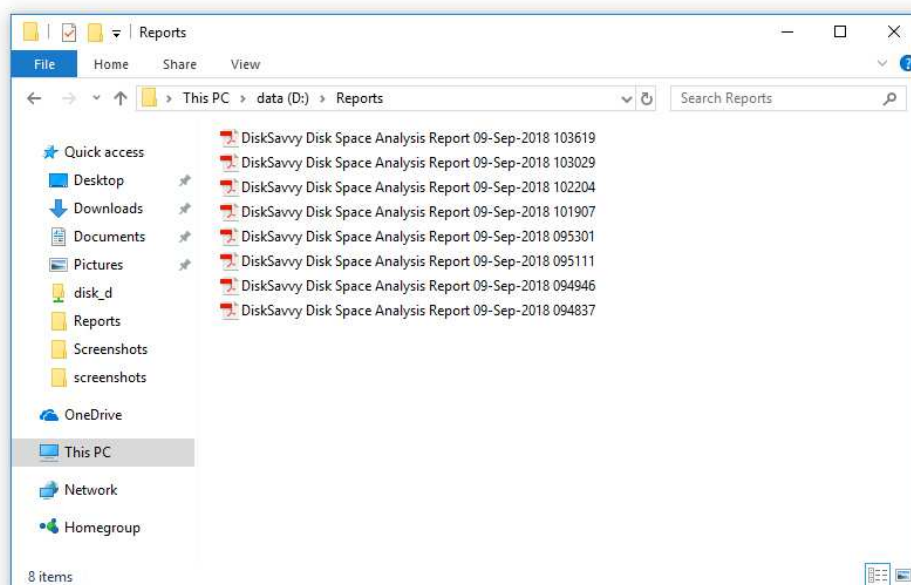 Reports
File Home Share View ?
This PC > data (D:) > Reports
Search Reports
Quick access
Desktop
Downloads
Documents
Pictures
disk_d
Reports
Screenshots
screenshots
OneDrive
This PC
Network
Homegroup
DiskSavvy Disk Space Analysis Report 09-Sep-2018 103619
DiskSavvy Disk Space Analysis Report 09-Sep-2018 103029
DiskSavvy Disk Space Analysis Report 09-Sep-2018 102204
DiskSavvy Disk Space Analysis Report 09-Sep-2018 101907
DiskSavvy Disk Space Analysis Report 09-Sep-2018 095301
DiskSavvy Disk Space Analysis Report 09-Sep-2018 095111
DiskSavvy Disk Space Analysis Report 09-Sep-2018 094946
DiskSavvy Disk Space Analysis Report 09-Sep-2018 094837
8 items